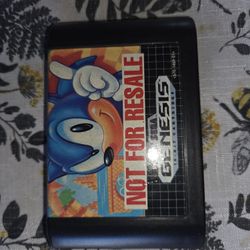 NOT FOR RESALE
SEGA
GENESIS